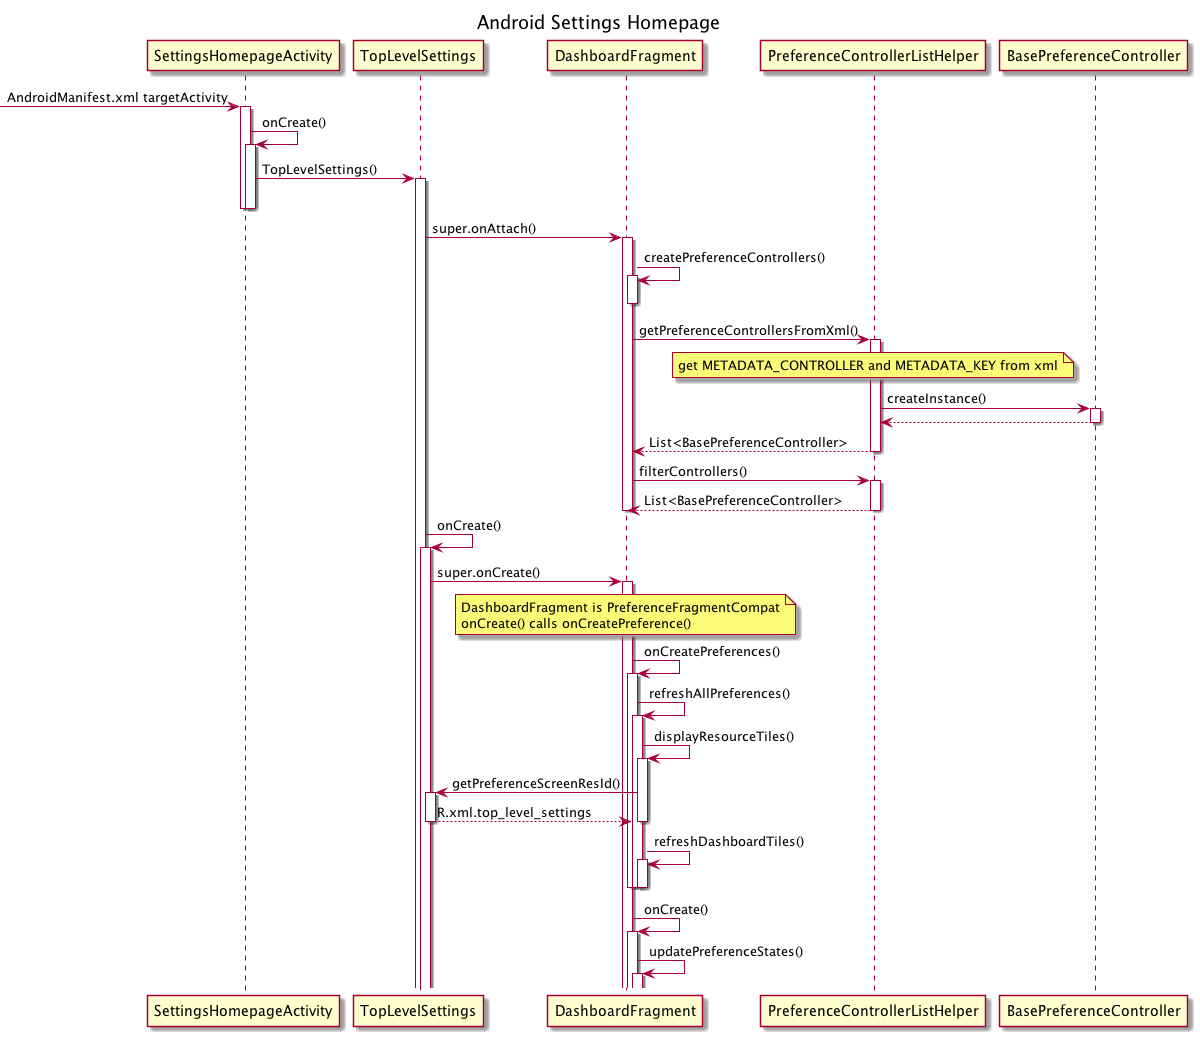 Android Settings Homepage
SettingsHomepageActivity
TopLevelSettings
DashboardFragment
PreferenceControllerListHelper
BasePreferenceController
AndroidManifest.xml targetActivity
onCreate()
TopLevelSettings()
super.onAttach()
createPreferenceControllers()
getPreferenceControllersFromXml()
get METADATA_CONTROLLER and METADATA_KEY from xml
createInstance()
List<BasePreferenceController>
filterControllers()
List<BasePreferenceController>
onCreate()
super.onCreate()
DashboardFragment is PreferenceFragmentCompat
onCreate() calls onCreatePreference()
onCreatePreferences()
refreshAllPreferences()
displayResourceTiles()
getPreferenceScreenResId()
R.xml.top_level_settings
refreshDashboardTiles()
onCreate()
updatePreferenceStates()
SettingsHomepageActivity
TopLevelSettings
DashboardFragment
PreferenceControllerListHelper
BasePreferenceController